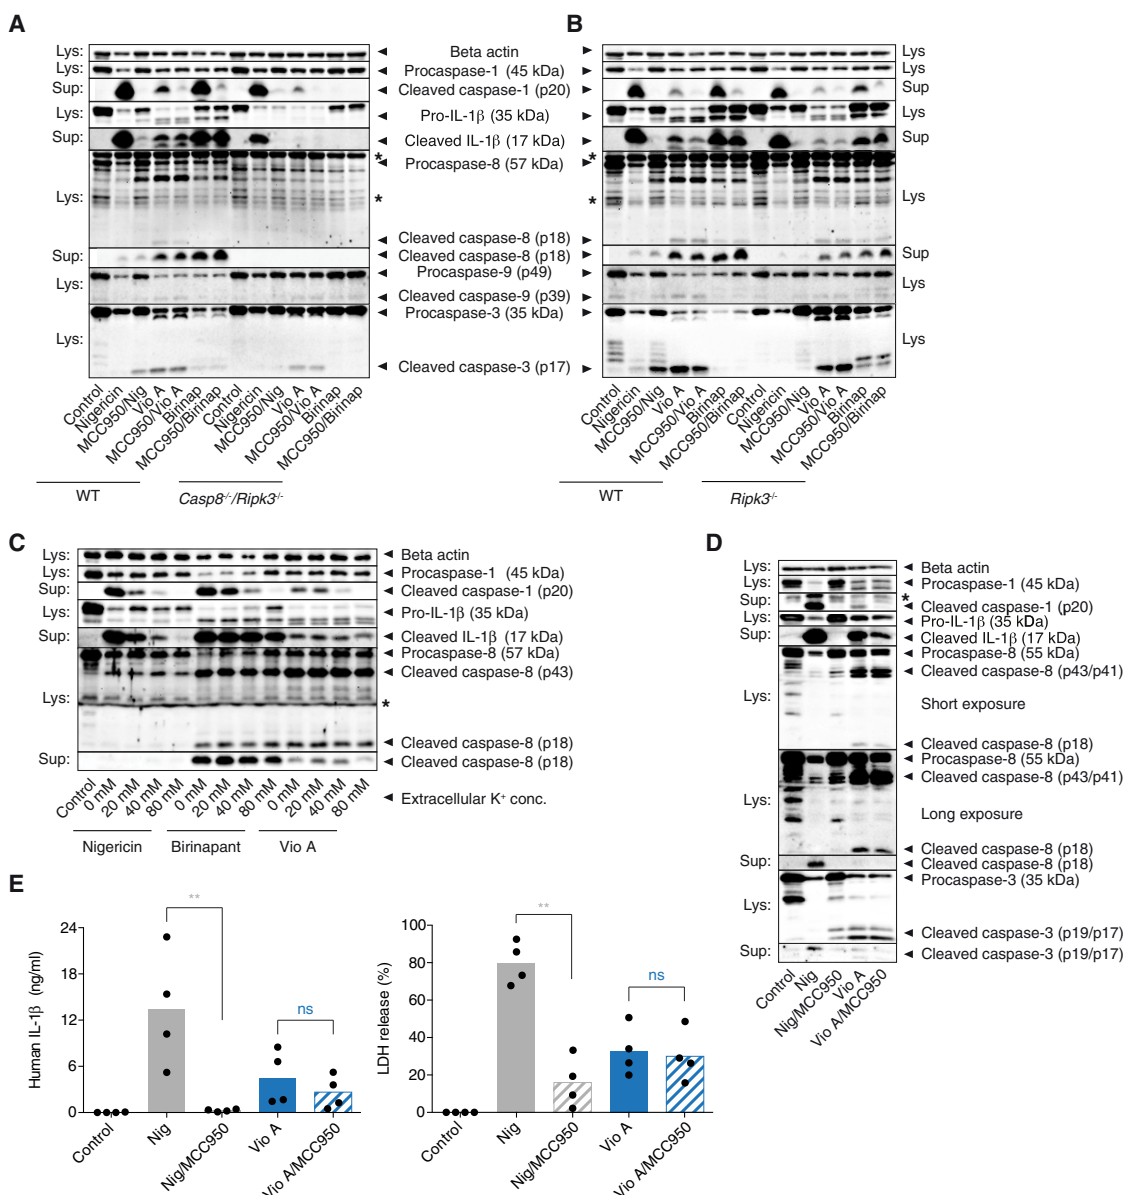 A
B
Lys:
Beta actin
Lys
Lys:
Procaspase-1 (45 kDa)
Lys
Sup:
Cleaved caspase-1 (p20)
Sup
Lys:
Pro-IL-1β (35 kDa)
Lys
Sup:
Cleaved IL-1β (17 kDa)
Sup
*
*
Procaspase-8 (57 kDa)
Lys:
*
*
Lys
Cleaved caspase-8 (p18)
Sup:
Cleaved caspase-8 (p18)
Sup
Lys:
Procaspase-9 (p49)
Lys
Cleaved caspase-9 (p39)
Procaspase-3 (35 kDa)
Lys:
Lys
Cleaved caspase-3 (p17)
Control
Nigericin
MCC950/Nig
Vio A
MCC950/Vio A
Birinap
MCC950/Birinap
Control
Nigericin
MCC950/Nig
Vio A
MCC950/Vio A
Birinap
MCC950/Birinap
Control
Nigericin
MCC950/Nig
Vio A
MCC950/Vio A
Birinap
MCC950/Birinap
Control
Nigericin
MCC950/Nig
Vio A
MCC950/Vio A
Birinap
MCC950/Birinap
WT
Casp8-/-/Ripk3-/-
WT
Ripk3-/-
C
Lys:
Beta actin
Lys:
Procaspase-1 (45 kDa)
Sup:
Cleaved caspase-1 (p20)
Lys:
Pro-IL-1β (35 kDa)
Sup:
Cleaved IL-1β (17 kDa)
Procaspase-8 (57 kDa)
Cleaved caspase-8 (p43)
Lys:
*
Cleaved caspase-8 (p18)
Sup:
Cleaved caspase-8 (p18)
Control
0 mM
20 mM
40 mM
80 mM
0 mM
20 mM
40 mM
80 mM
0 mM
20 mM
40 mM
80 mM
Extracellular K+ conc.
Nigericin
Birinapant
Vio A
D
Lys:
Beta actin
Lys:
Procaspase-1 (45 kDa)
*
Sup:
Cleaved caspase-1 (p20)
Lys:
Pro-IL-1β (35 kDa)
Sup:
Cleaved IL-1β (17 kDa)
Procaspase-8 (55 kDa)
Cleaved caspase-8 (p43/p41)
Lys:
Short exposure
Cleaved caspase-8 (p18)
Procaspase-8 (55 kDa)
Cleaved caspase-8 (p43/p41)
Lys:
Long exposure
Cleaved caspase-8 (p18)
Sup:
Cleaved caspase-8 (p18)
Procaspase-3 (35 kDa)
Lys:
Cleaved caspase-3 (p19/p17)
Sup:
Cleaved caspase-3 (p19/p17)
Control
Nig
Nig/MCC950
Vio A
Vio A/MCC950
E
Human IL-1β (ng/ml)
24
18
12
6
0
**
ns
Control
Nig
Nig/MCC950
Vio A
Vio A/MCC950
LDH release (%)
100
80
60
40
20
0
**
ns
Control
Nig
Nig/MCC950
Vio A
Vio A/MCC950